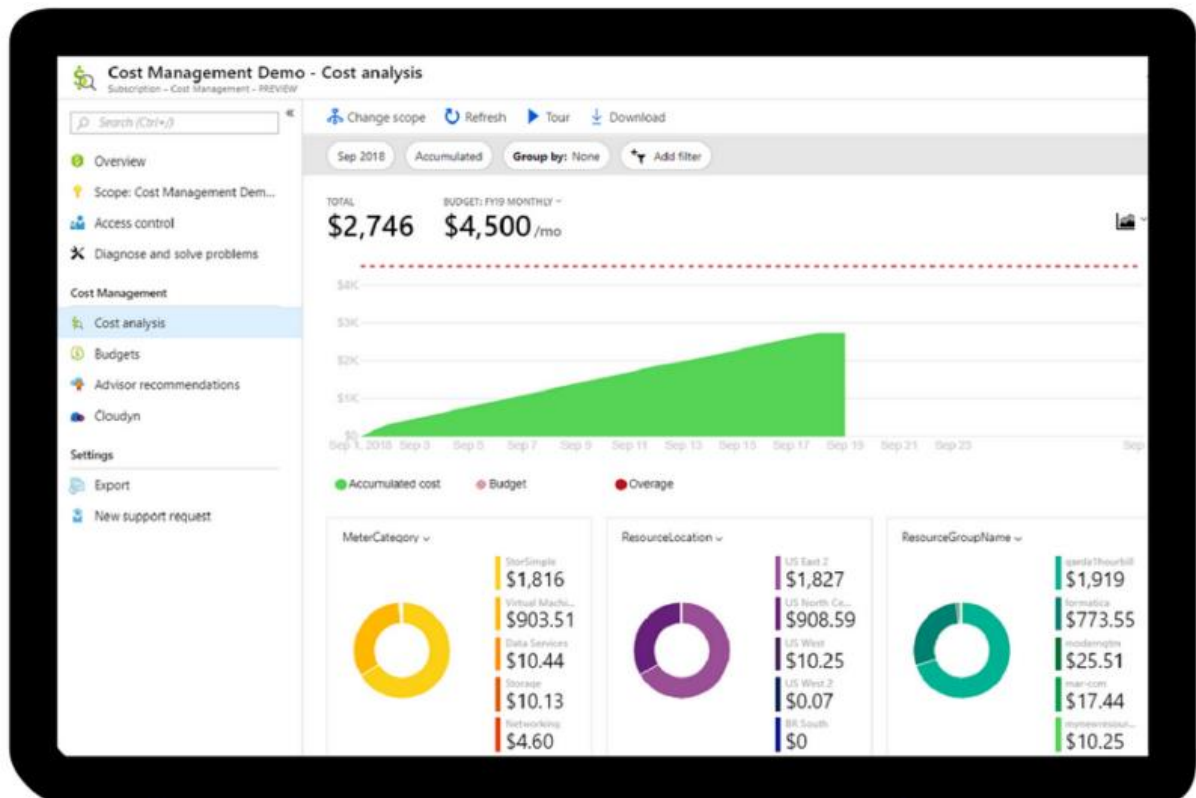 Cost Management Demo - Cost analysis
Subscription - Cost Management - PREVIEW
Search (Ctrl+/)
«
Overview
Scope: Cost Management Dem...
Access control
Diagnose and solve problems
Cost Management
Cost analysis
Budgets
Advisor recommendations
Cloudyn
Settings
Export
New support request
Change scope Refresh Tour Download
Sep 2018 Accumulated Group by: None Add filter
TOTAL BUDGET: FY19 MONTHLY
$2,746 $4,500 /mo
$4K
$3K
$2K
$1K
$0
Sep 1, 2018 Sep 3 Sep 5 Sep 7 Sep 9 Sep 11 Sep 13 Sep 15 Sep 17 Sep 19 Sep 21 Sep 23 Sep
Accumulated cost Budget Overage
MeterCategory
StorSimple
$1,816
Virtual Machi...
$903.51
Data Services
$10.44
Storage
$10.13
Networking
$4.60
ResourceLocation
US East 2
$1,827
US North Ce...
$908.59
US West
$10.25
US West 2
$0.07
BR South
$0
ResourceGroupName
$1,919
formatica
$773.55
$25.51
mar-com
$17.44
mynewresour...
$10.25